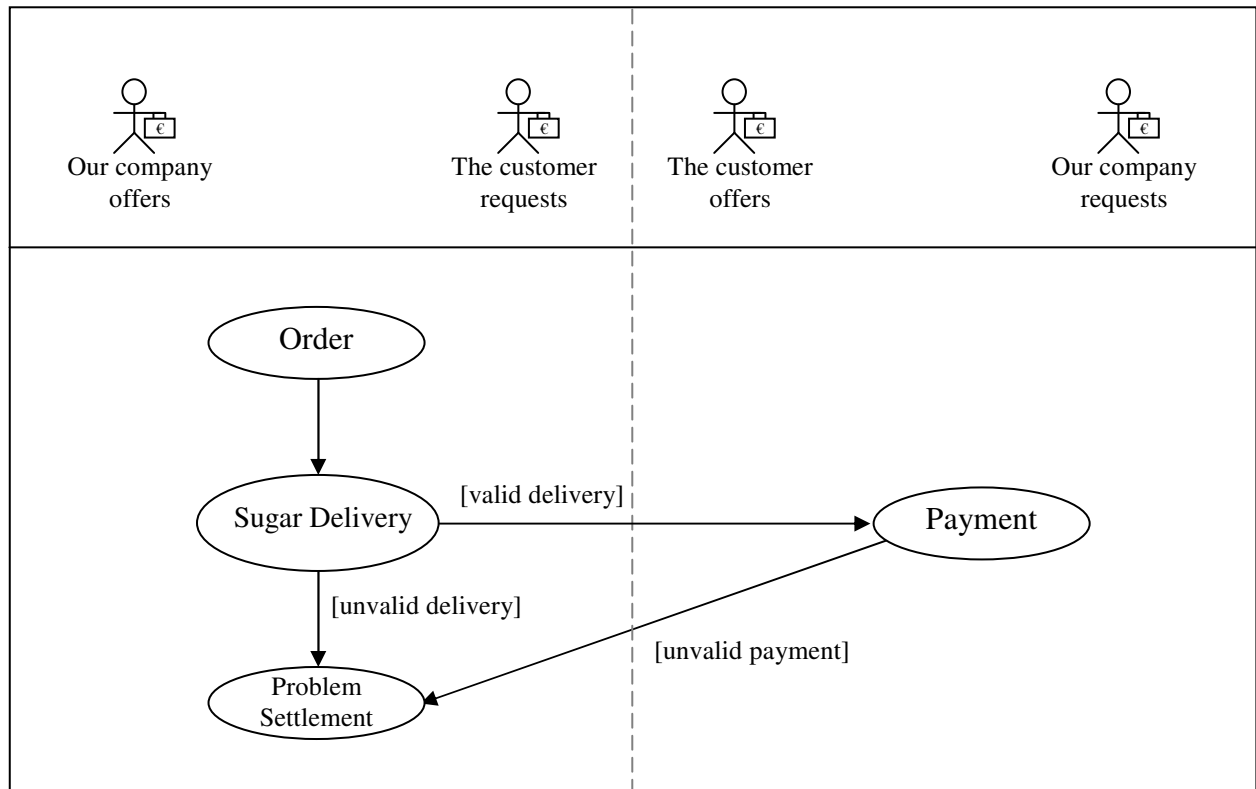 €
€
€
€
Our company
offers
The customer
requests
The customer
offers
Our company
requests
Order
[valid delivery]
Sugar Delivery
Payment
[unvalid delivery]
[unvalid payment]
Problem
Settlement